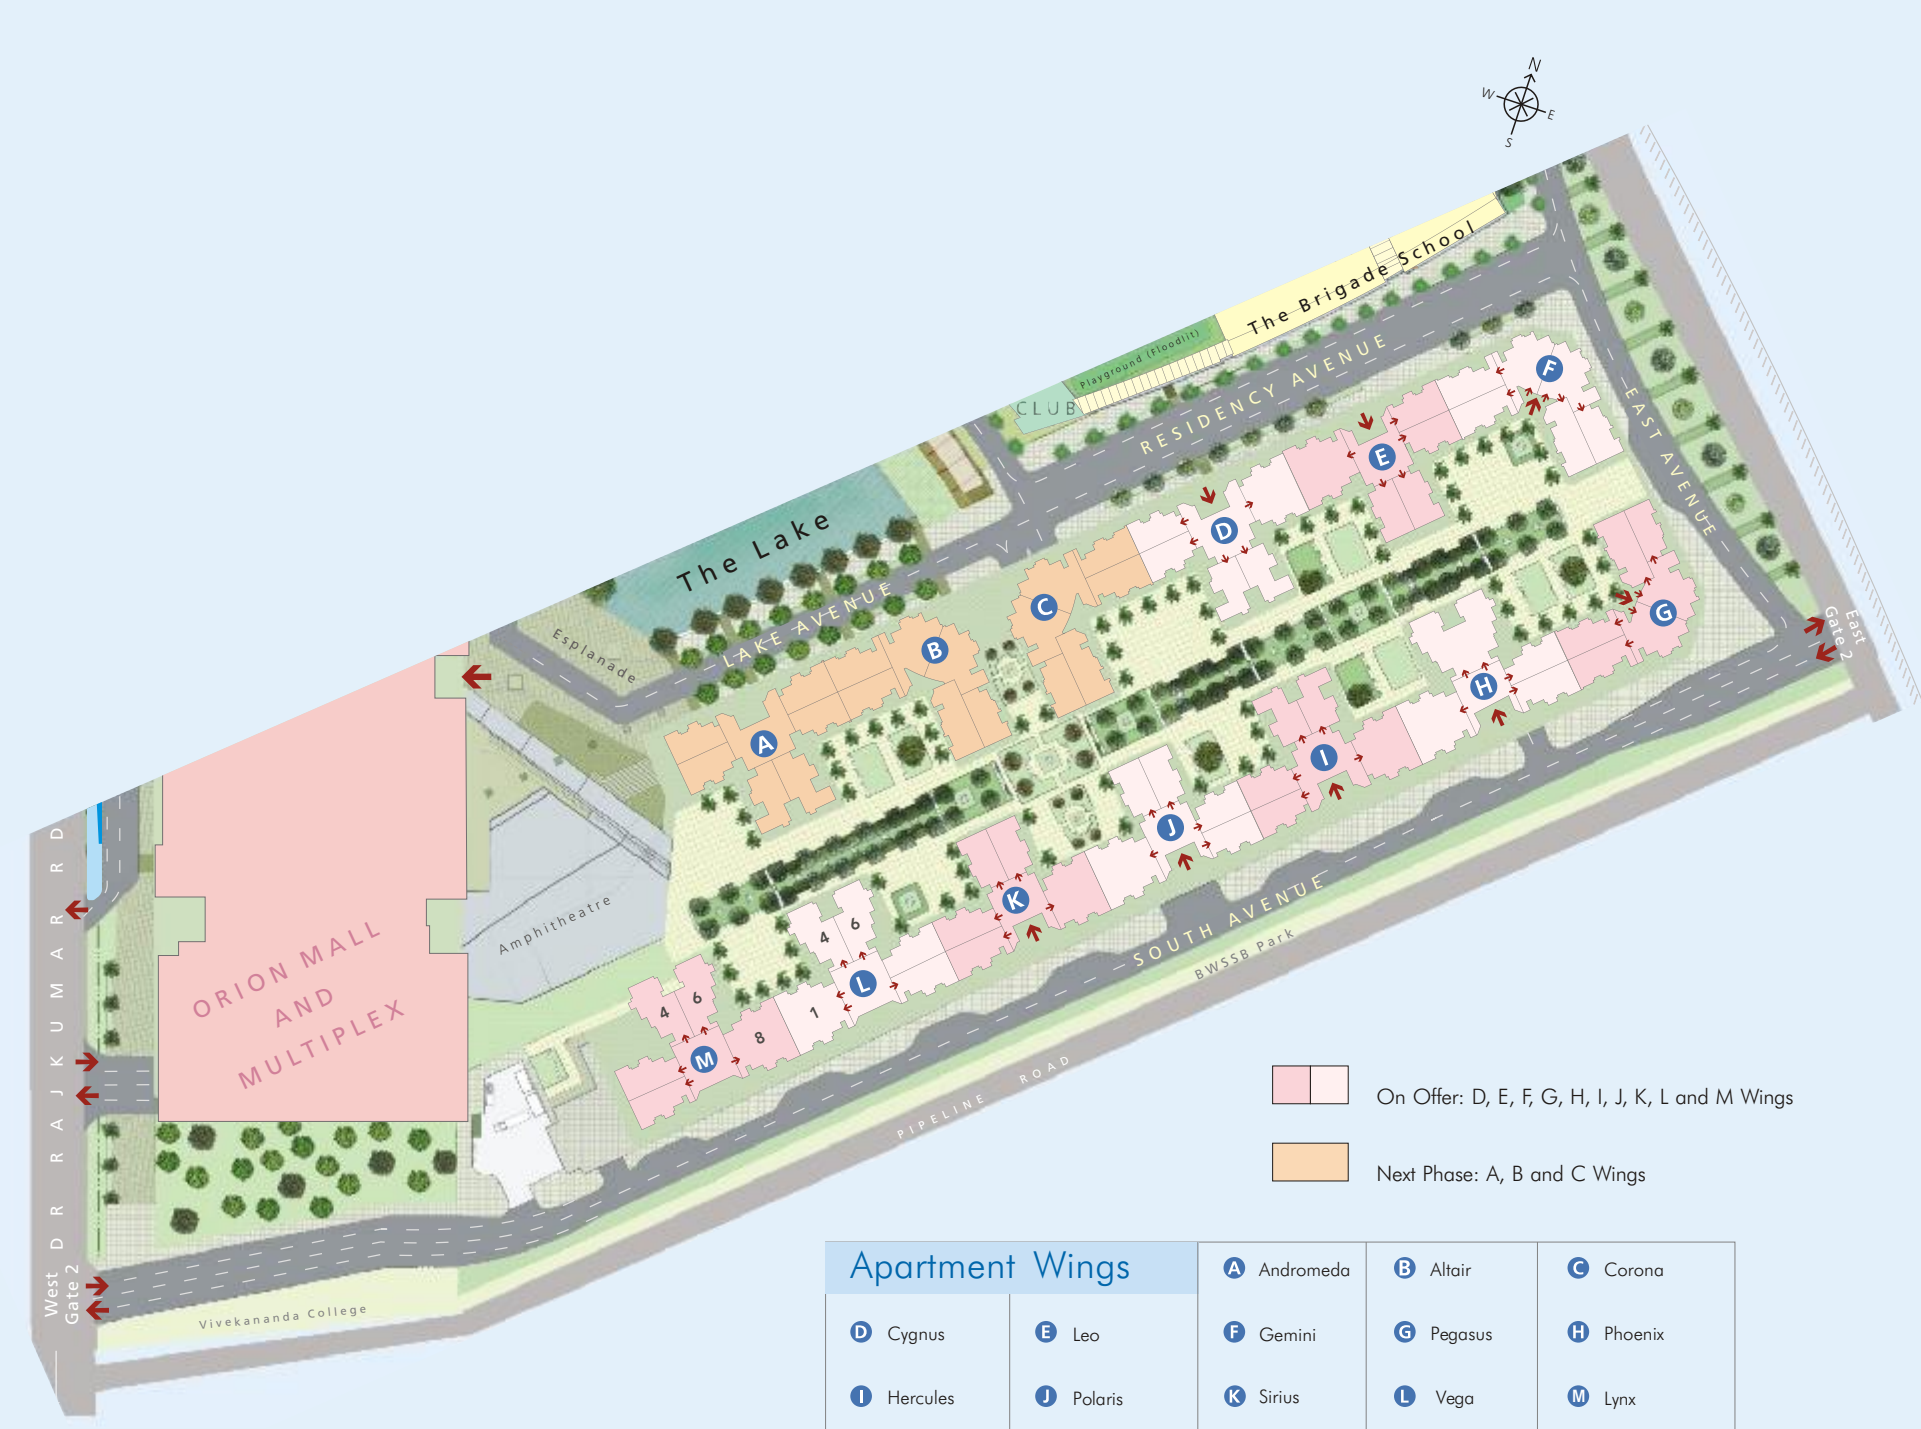 N
W
E
S
The Brigade School
Playground (Floodlit)
CLUB
RESIDENCY AVENUE
EAST AVENUE
The Lake
LAKE AVENUE
Esplanade
F
E
D
C
B
A
G
H
I
J
K
L
M
East
Gate 2
Amphitheatre
4
6
4
6
8
1
ORION MALL
AND
MULTIPLEX
SOUTH AVENUE
BWSSB Park
PIPELINE ROAD
DR RAJKUMAR RD
West
Gate 2
Vivekananda College
On Offer: D, E, F, G, H, I, J, K, L and M Wings
Next Phase: A, B and C Wings
Apartment Wings
A Andromeda
B Altair
C Corona
D Cygnus
E Leo
F Gemini
G Pegasus
H Phoenix
I Hercules
J Polaris
K Sirius
L Vega
M Lynx